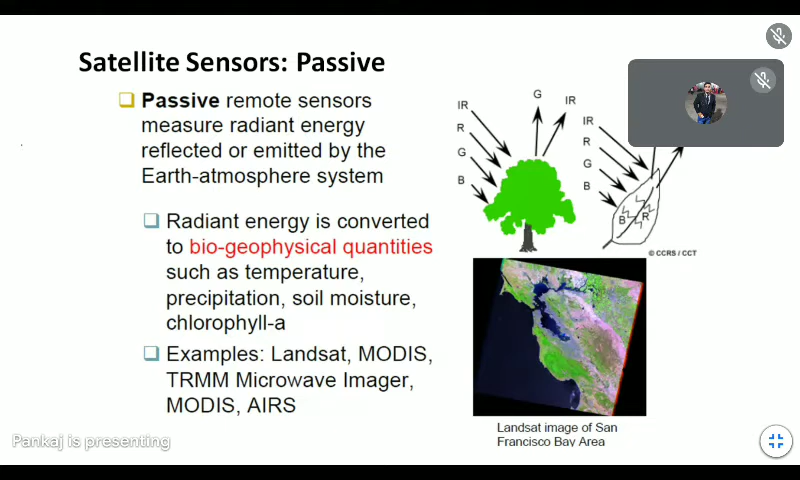 Satellite Sensors: Passive
Passive remote sensors
measure radiant energy
reflected or emitted by the
Earth-atmosphere system
Radiant energy is converted
to bio-geophysical quantities
such as temperature,
precipitation, soil moisture,
chlorophyll-a
Examples: Landsat, MODIS,
TRMM Microwave Imager,
MODIS, AIRS
G
IR
IR
R
G
B
IR
R
G
B
B
R
© CCRS / CCT
Landsat image of San
Francisco Bay Area
Pankaj is presenting